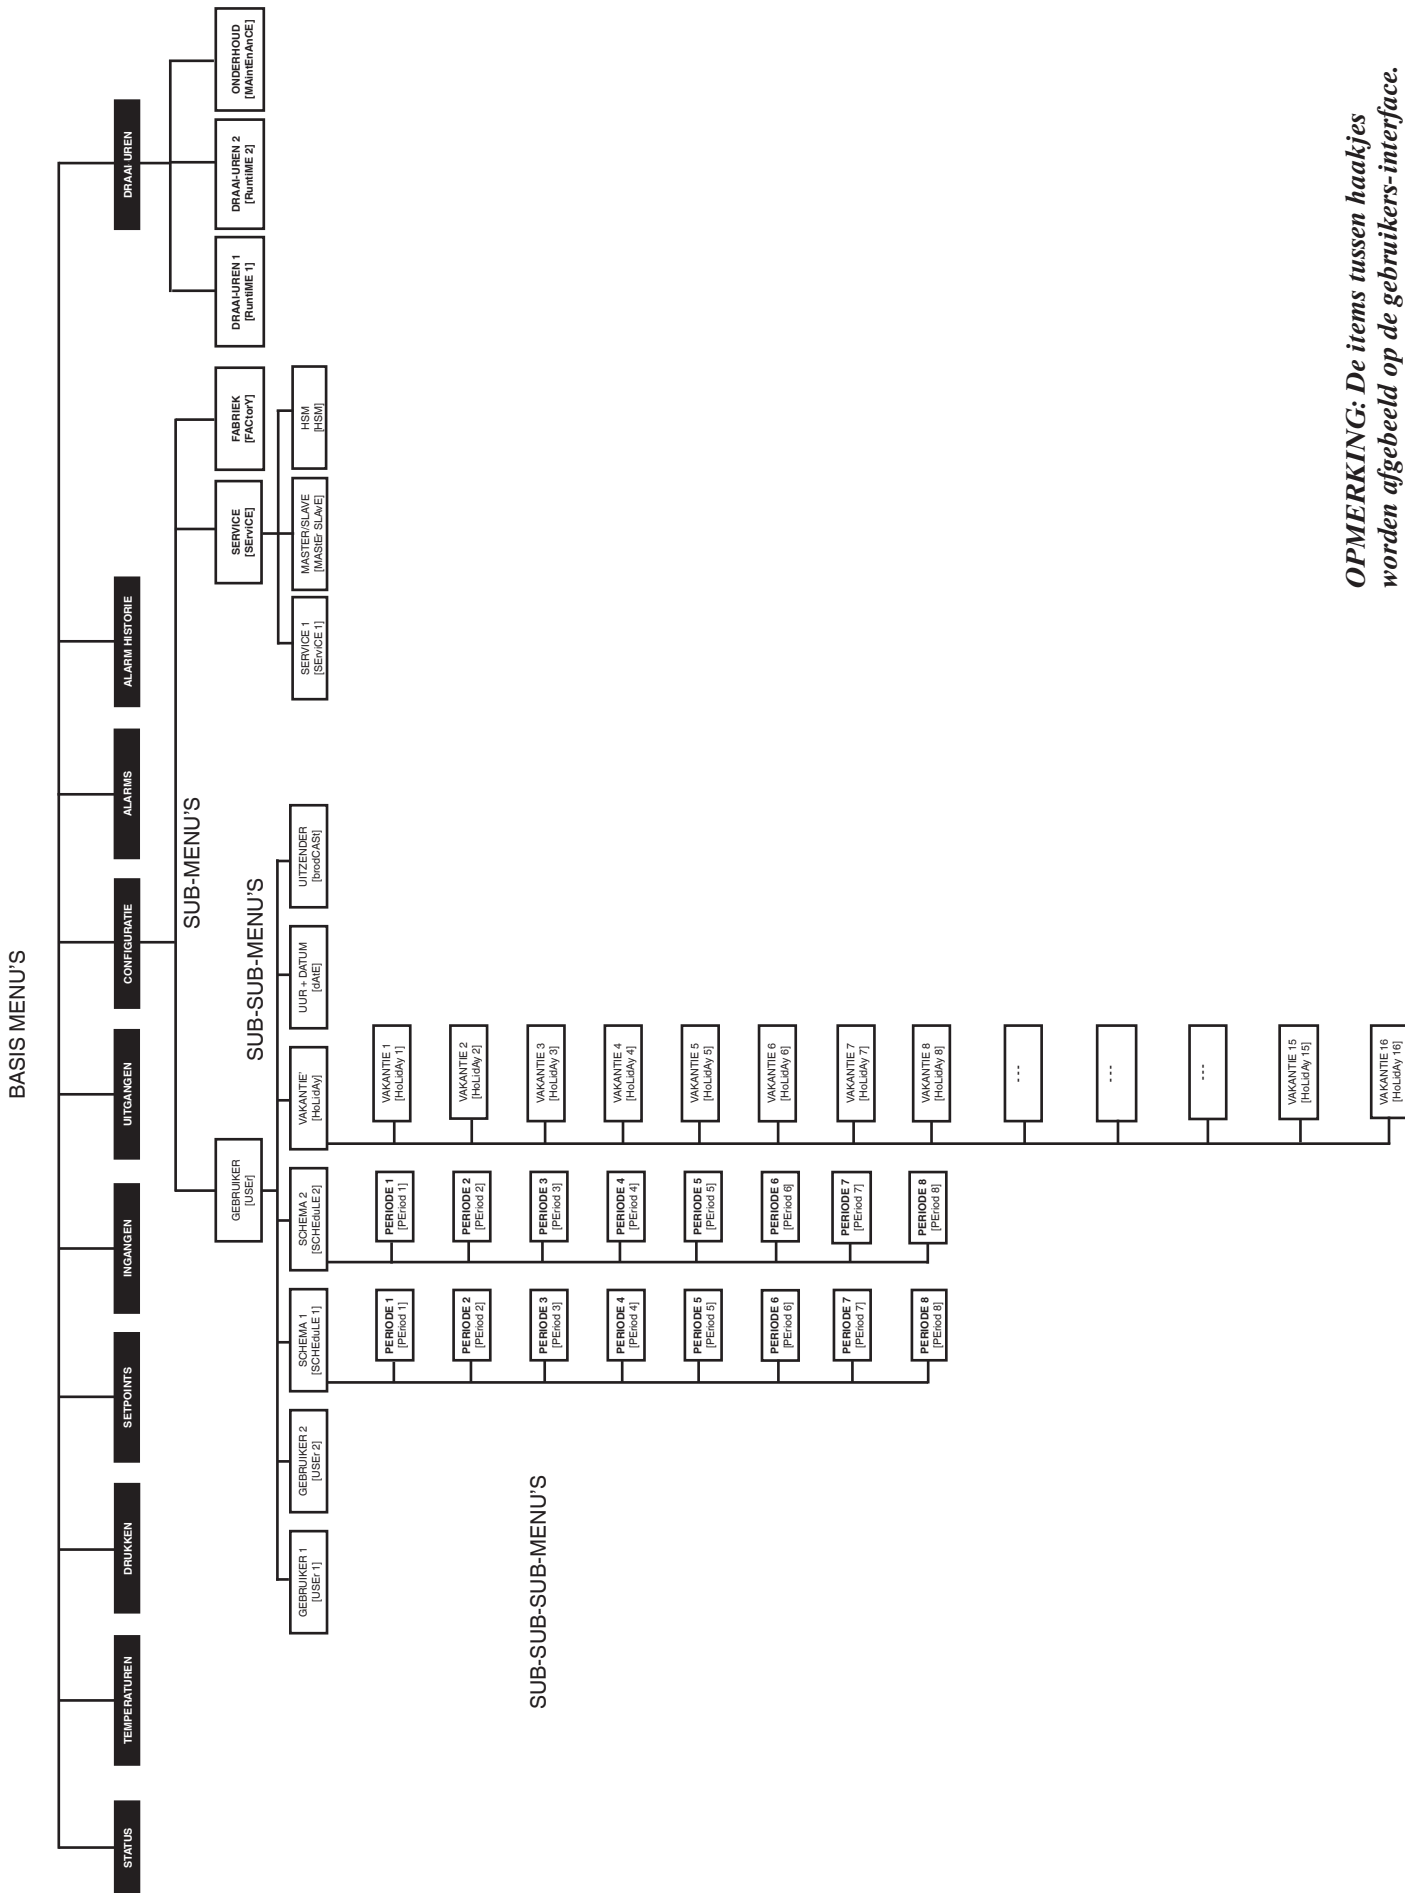 BASIS MENU'S
STATUS
TEMPERATUREN
DRUKKEN
SETPOINTS
INGANGEN
UITGANGEN
CONFIGURATIE
ALARMS
ALARM HISTORIE
DRAAI-UREN
SUB-MENU'S
GEBRUIKER
[USEr]
SERVICE
[SErviCE]
FABRIEK
[FACtorY]
DRAAI-UREN 1
[RuntiME 1]
DRAAI-UREN 2
[RuntiME 2]
ONDERHOUD
[MAintEnAnCE]
SUB-SUB-MENU'S
GEBRUIKER 1
[USEr 1]
GEBRUIKER 2
[USEr 2]
SCHEMA 1
[SCHEduLE 1]
SCHEMA 2
[SCHEduLE 2]
VAKANTIE'
[HoLidAy]
UUR + DATUM
[dAtE]
UITZENDER
[brodCASt]
SERVICE 1
[SErviCE 1]
MASTER/SLAVE
[MAStEr SLAvE]
HSM
[HSM]
SUB-SUB-SUB-MENU'S
PERIODE 1
[PEriod 1]
PERIODE 2
[PEriod 2]
PERIODE 3
[PEriod 3]
PERIODE 4
[PEriod 4]
PERIODE 5
[PEriod 5]
PERIODE 6
[PEriod 6]
PERIODE 7
[PEriod 7]
PERIODE 8
[PEriod 8]
PERIODE 1
[PEriod 1]
PERIODE 2
[PEriod 2]
PERIODE 3
[PEriod 3]
PERIODE 4
[PEriod 4]
PERIODE 5
[PEriod 5]
PERIODE 6
[PEriod 6]
PERIODE 7
[PEriod 7]
PERIODE 8
[PEriod 8]
VAKANTIE 1
[HoLidAy 1]
VAKANTIE 2
[HoLidAy 2]
VAKANTIE 3
[HoLidAy 3]
VAKANTIE 4
[HoLidAy 4]
VAKANTIE 5
[HoLidAy 5]
VAKANTIE 6
[HoLidAy 6]
VAKANTIE 7
[HoLidAy 7]
VAKANTIE 8
[HoLidAy 8]
---
---
---
VAKANTIE 15
[HoLidAy 15]
VAKANTIE 16
[HoLidAy 16]
OPMERKING: De items tussen haakjes
worden afgebeeld op de gebruikers-interface.